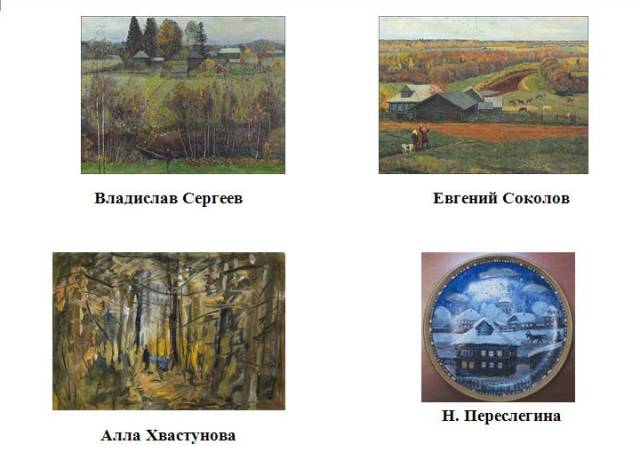 Владислав Сергеев
Евгений Соколов
Алла Хвастунова
Н. Переслегина